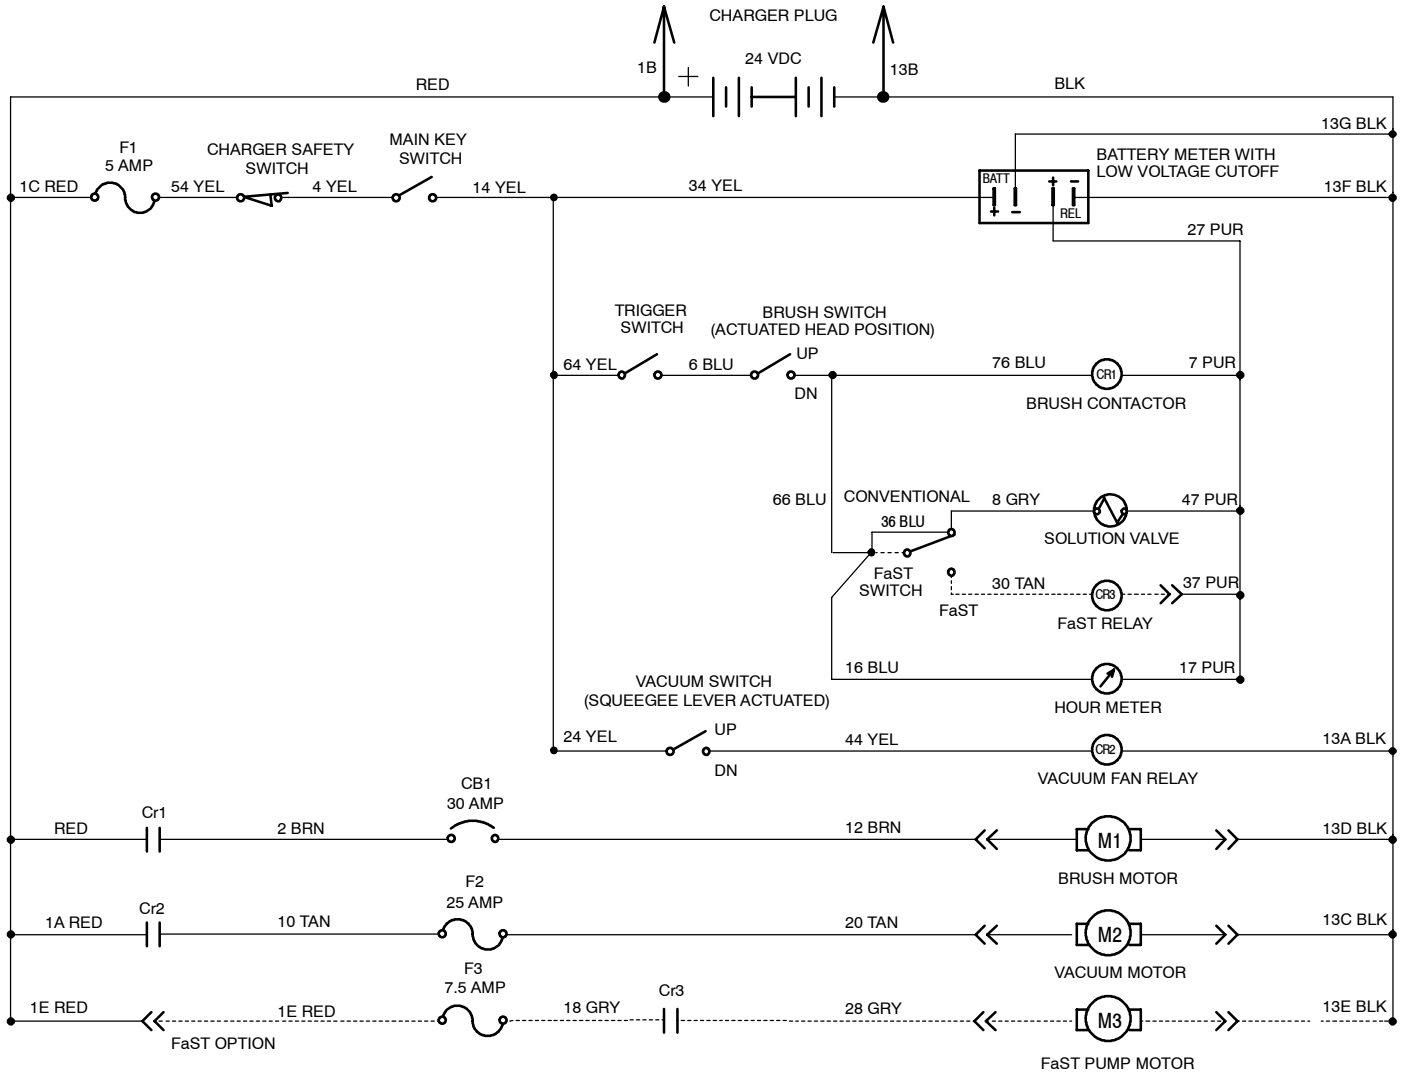 CHARGER PLUG
24 VDC
1B
+
13B
RED
BLK
13G BLK
F1
5 AMP
CHARGER SAFETY
SWITCH
MAIN KEY
SWITCH
BATTERY METER WITH
LOW VOLTAGE CUTOFF
1C RED
54 YEL
4 YEL
14 YEL
34 YEL
BATT
+ −
+ −
REL
13F BLK
27 PUR
TRIGGER
SWITCH
BRUSH SWITCH
(ACTUATED HEAD POSITION)
64 YEL
6 BLU
UP
DN
76 BLU
CR1
7 PUR
BRUSH CONTACTOR
66 BLU
CONVENTIONAL
8 GRY
47 PUR
36 BLU
SOLUTION VALVE
FaST
SWITCH
30 TAN
CR3
37 PUR
FaST
FaST RELAY
16 BLU
17 PUR
HOUR METER
VACUUM SWITCH
(SQUEEGEE LEVER ACTUATED)
24 YEL
UP
DN
44 YEL
CR2
13A BLK
VACUUM FAN RELAY
CB1
30 AMP
RED
Cr1
2 BRN
12 BRN
M1
13D BLK
BRUSH MOTOR
F2
25 AMP
1A RED
Cr2
10 TAN
20 TAN
M2
13C BLK
VACUUM MOTOR
F3
7.5 AMP
1E RED
1E RED
18 GRY
Cr3
28 GRY
M3
13E BLK
FaST OPTION
FaST PUMP MOTOR